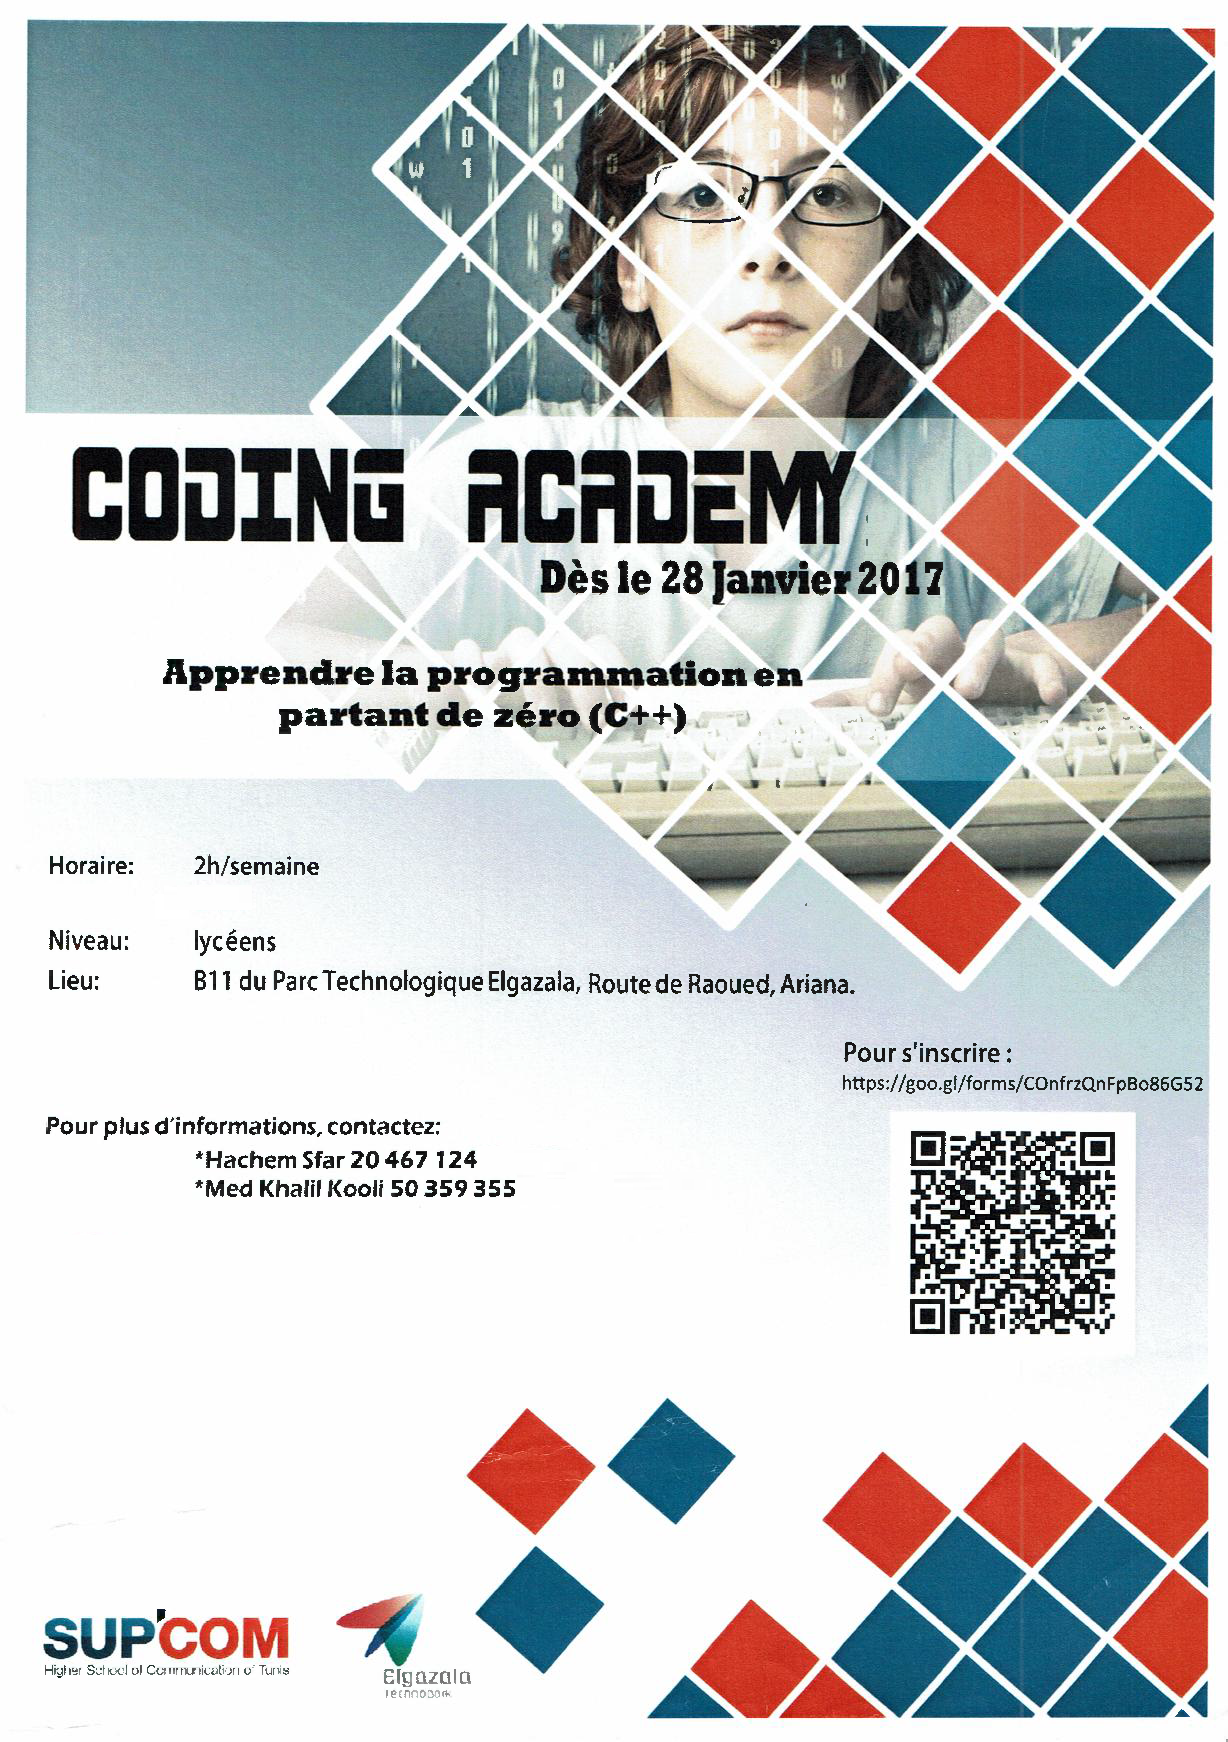 CODING ACADEMY
Dès le 28 Janvier 2017
Apprendre la programmation en
partant de zéro (C++)
Horaire: 2h/semaine
Niveau: lycéens
Lieu: B11 du Parc Technologique Elgazala, Route de Raoued, Ariana.
Pour s'inscrire :
https://goo.gl/forms/COnfrzQnFpBo86G52
Pour plus d'informations, contactez:
*Hachem Sfar 20 467 124
*Med Khalil Kooli 50 359 355
SUP'COM
Higher School of Communication of Tunis
Elgazala
technopark